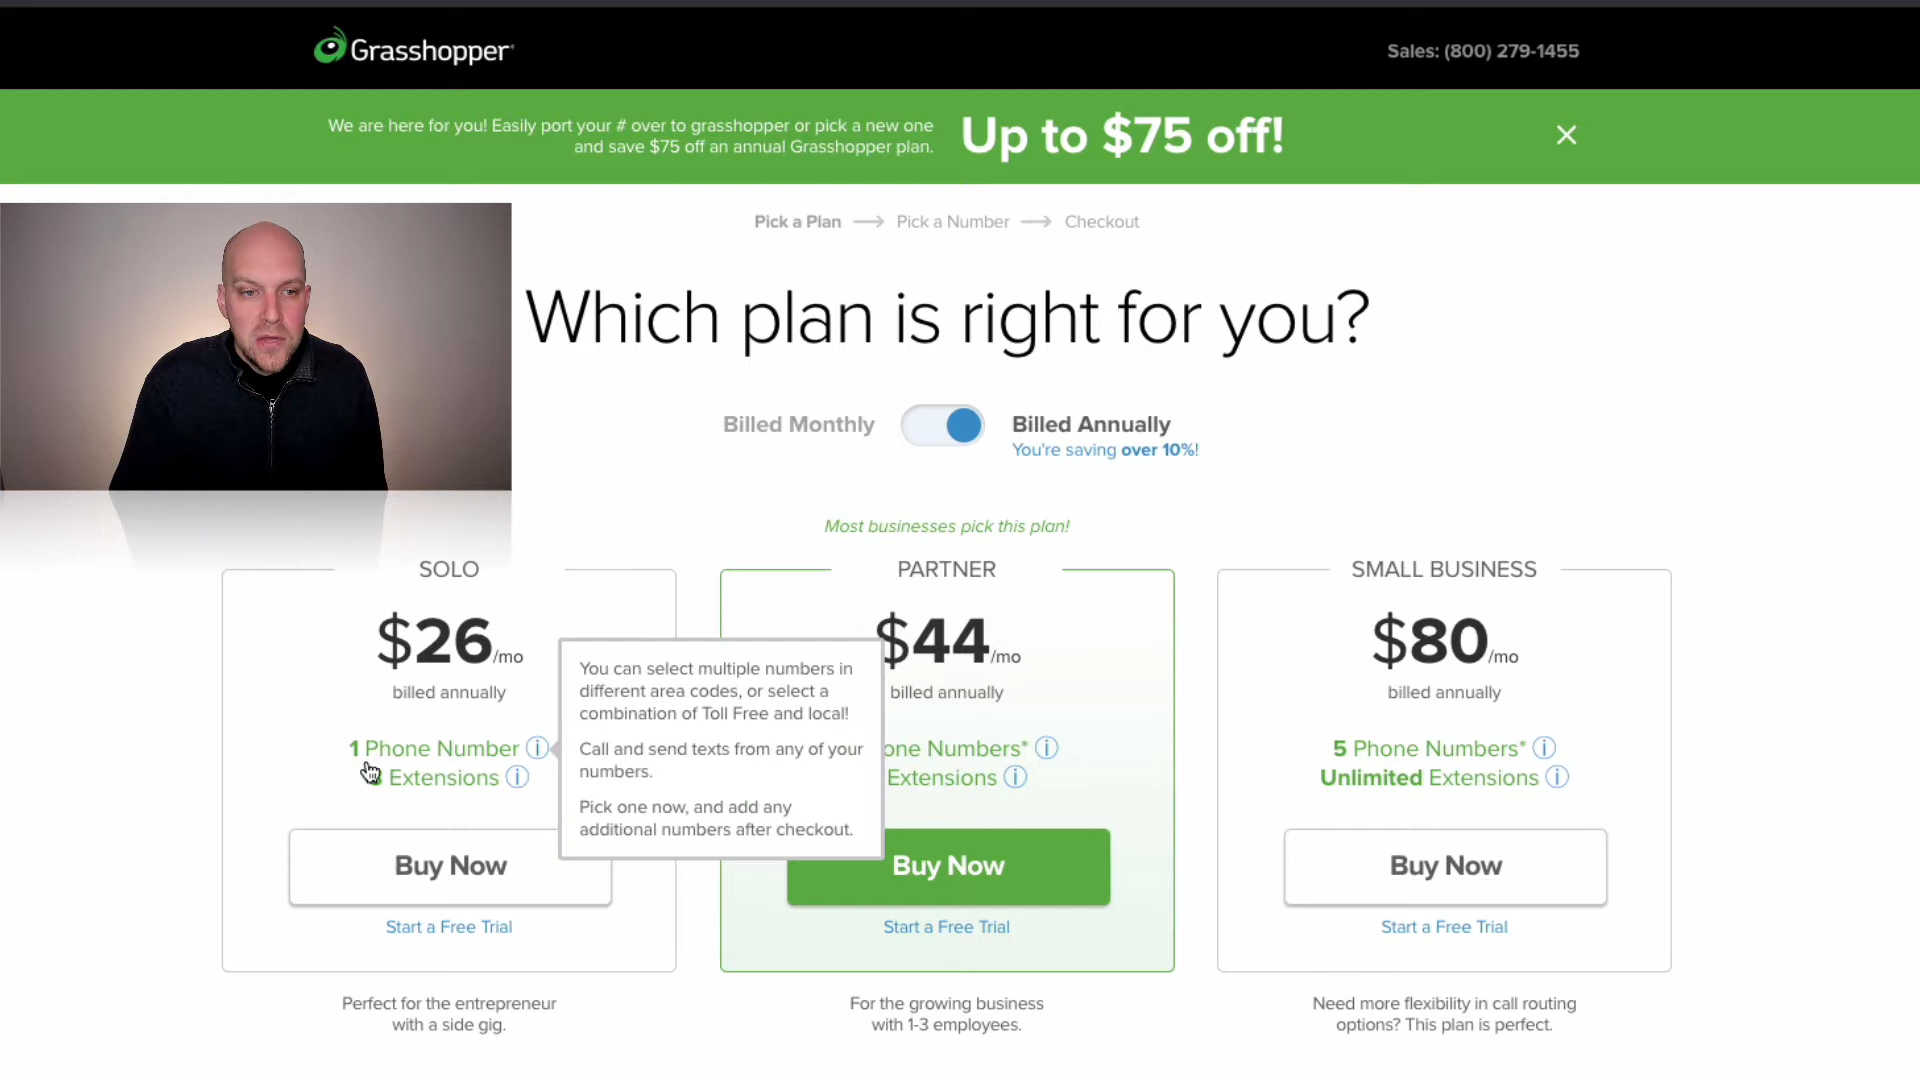 Grasshopper
Sales: (800) 279-1455
We are here for you! Easily port your # over to grasshopper or pick a new one
and save $75 off an annual Grasshopper plan.
Up to $75 off!
Pick a Plan → Pick a Number → Checkout
Which plan is right for you?
Billed Monthly
Billed Annually
You're saving over 10%!
Most businesses pick this plan!
SOLO
$26/mo
billed annually
1 Phone Number
Extensions
Buy Now
Start a Free Trial
Perfect for the entrepreneur
with a side gig.
You can select multiple numbers in
different area codes, or select a
combination of Toll Free and local!
Call and send texts from any of your
numbers.
Pick one now, and add any
additional numbers after checkout.
PARTNER
$44/mo
billed annually
Numbers*
Extensions
Buy Now
Start a Free Trial
For the growing business
with 1-3 employees.
SMALL BUSINESS
$80/mo
billed annually
5 Phone Numbers*
Unlimited Extensions
Buy Now
Start a Free Trial
Need more flexibility in call routing
options? This plan is perfect.